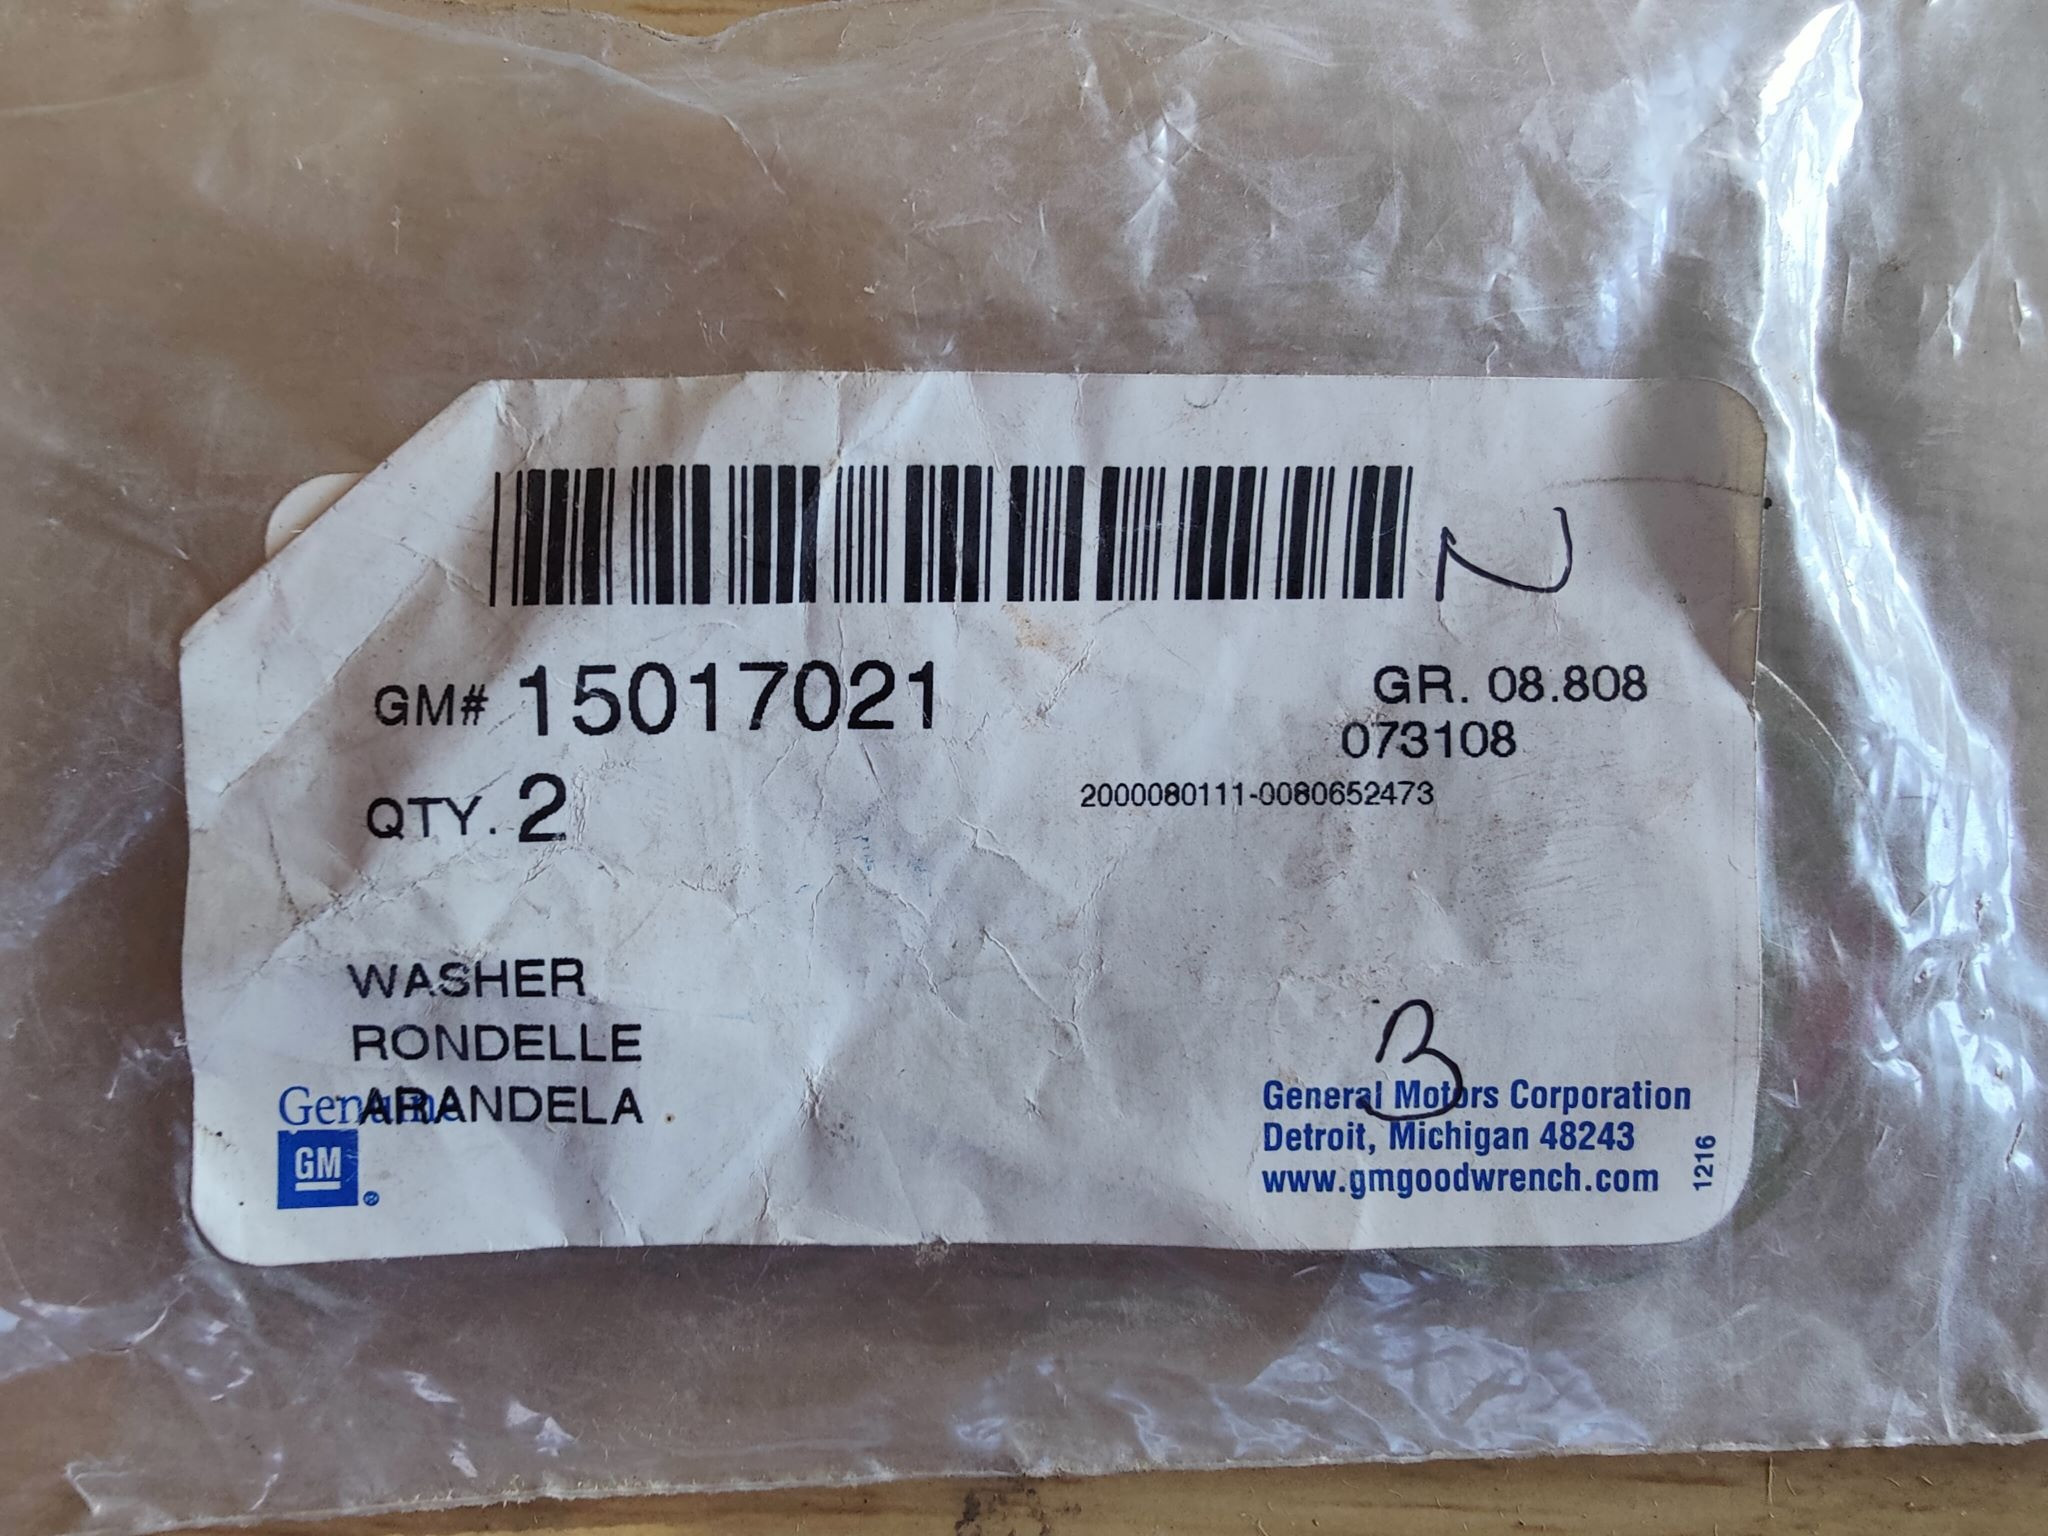 N
GM# 15017021
GR. 08.808
073108
QTY. 2
2000080111-0080652473
WASHER
RONDELLE
ARANDELA
Genuine
GM
®
B
General Motors Corporation
Detroit, Michigan 48243
www.gmgoodwrench.com
1216